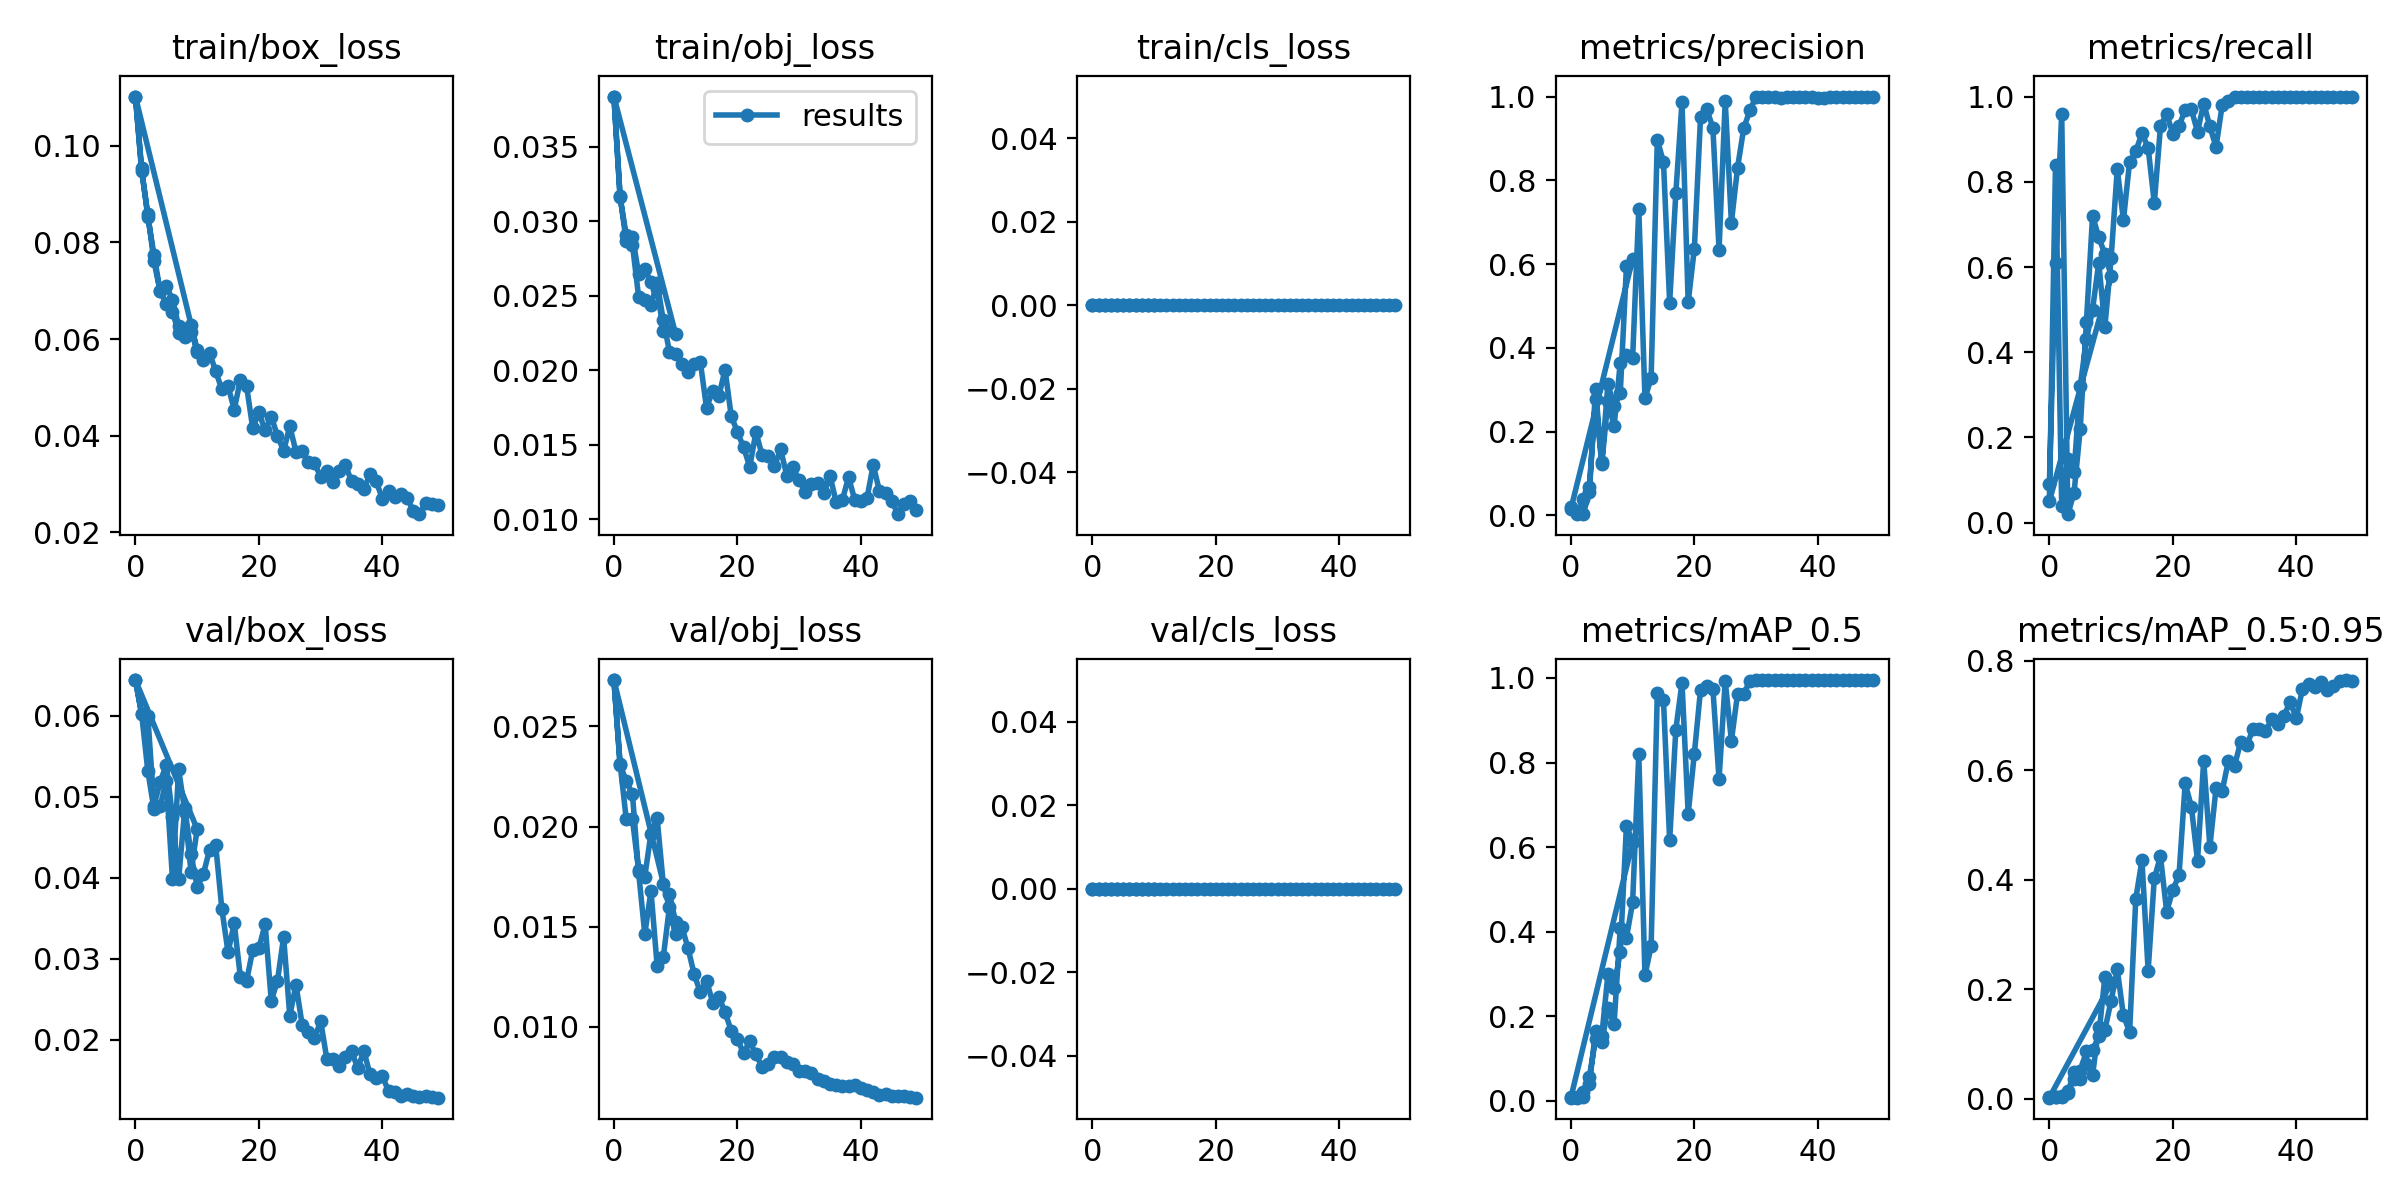 train/box_loss
0.10
0.08
0.06
0.04
0.02
0 20 40
train/obj_loss
results
0.035
0.030
0.025
0.020
0.015
0.010
0 20 40
train/cls_loss
0.04
0.02
0.00
−0.02
−0.04
0 20 40
metrics/precision
1.0
0.8
0.6
0.4
0.2
0.0
0 20 40
metrics/recall
1.0
0.8
0.6
0.4
0.2
0.0
0 20 40
val/box_loss
0.06
0.05
0.04
0.03
0.02
0 20 40
val/obj_loss
0.025
0.020
0.015
0.010
0 20 40
val/cls_loss
0.04
0.02
0.00
−0.02
−0.04
0 20 40
metrics/mAP_0.5
1.0
0.8
0.6
0.4
0.2
0.0
0 20 40
metrics/mAP_0.5:0.95
0.8
0.6
0.4
0.2
0.0
0 20 40